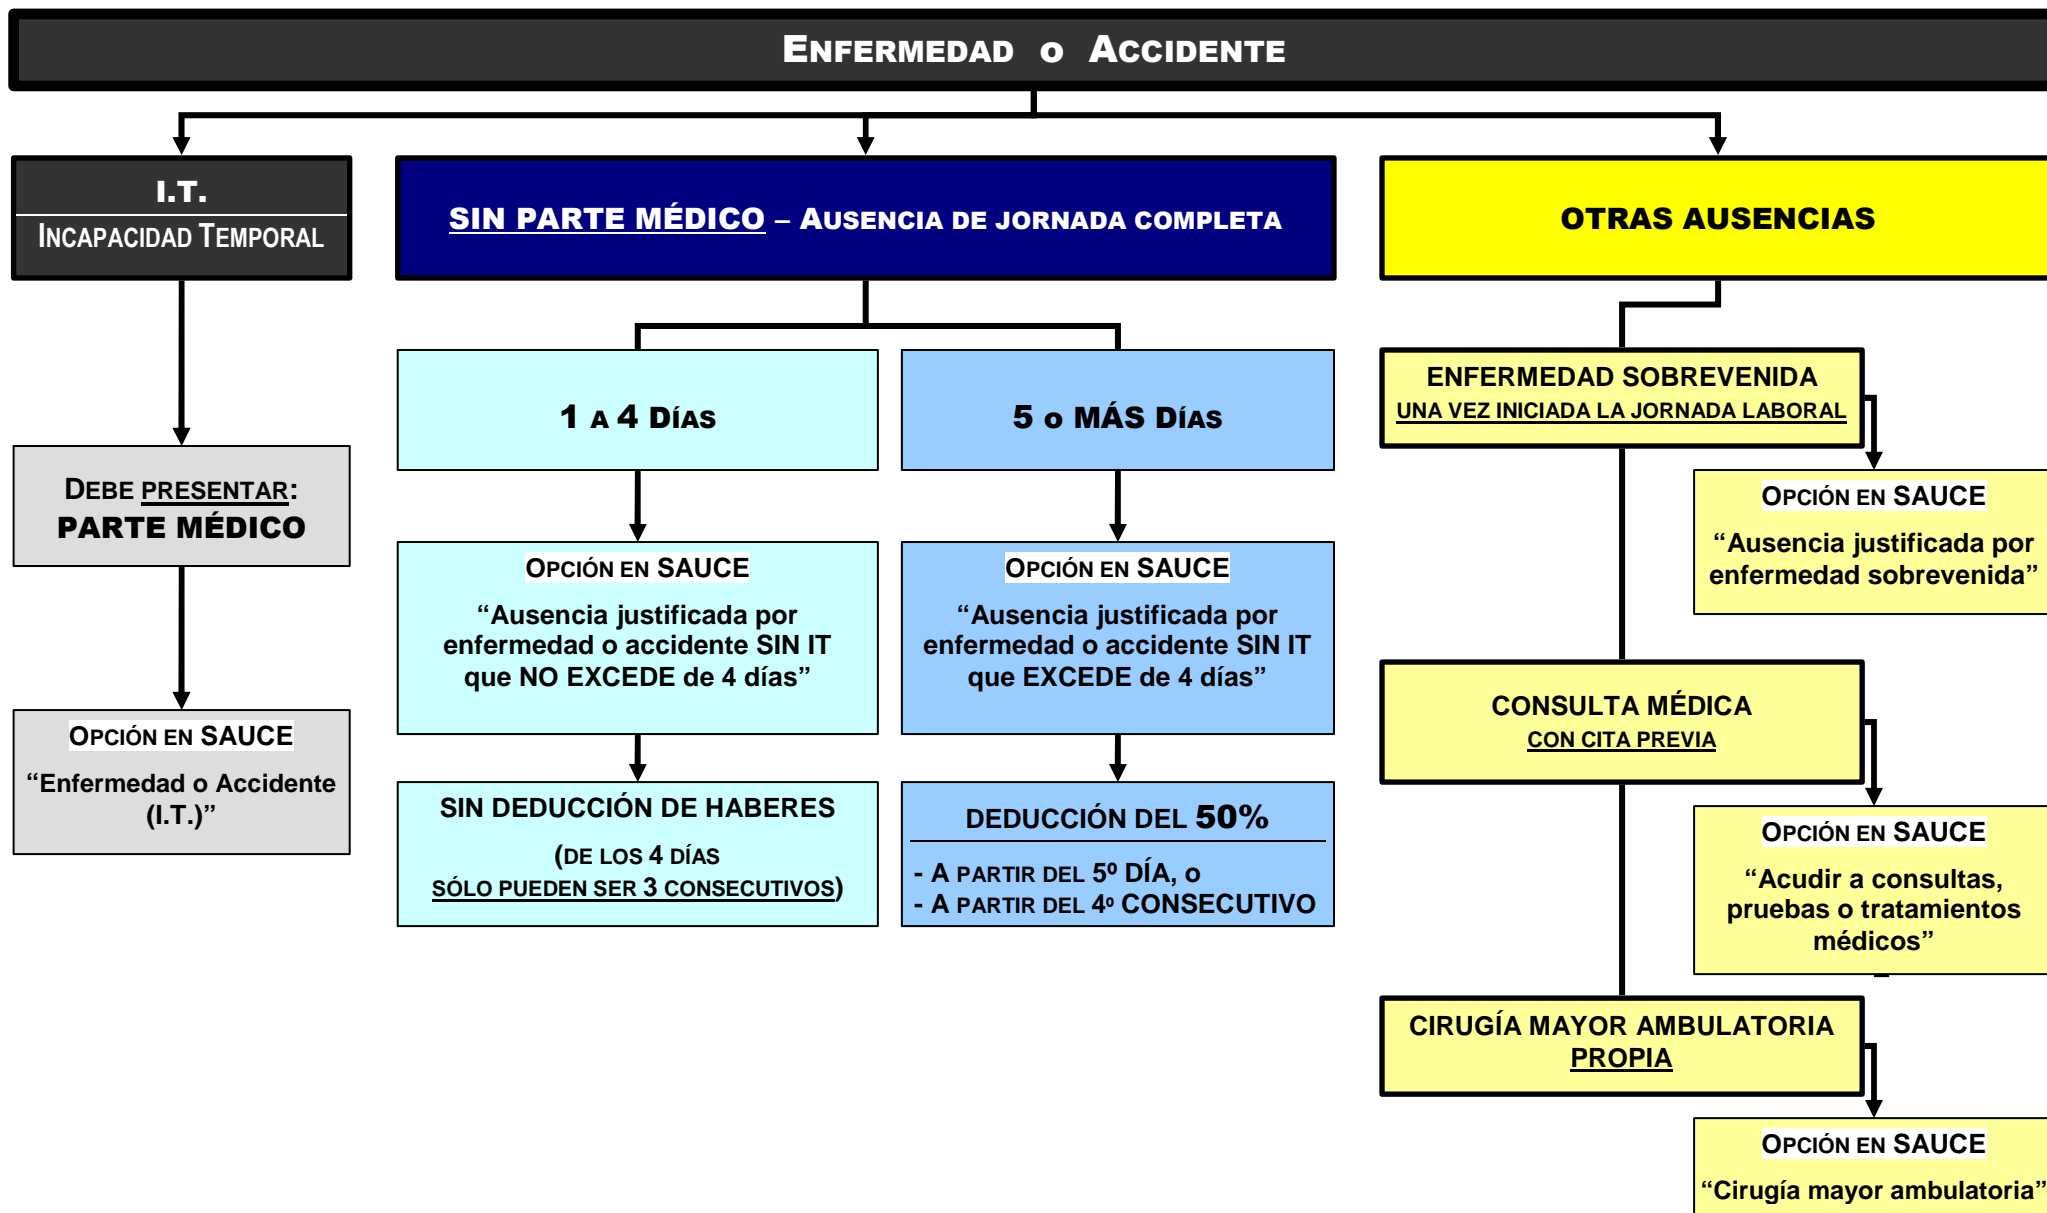 ENFERMEDAD o ACCIDENTE
I.T.
INCAPACIDAD TEMPORAL
DEBE PRESENTAR:
PARTE MÉDICO
OPCIÓN EN SAUCE
“Enfermedad o Accidente
(I.T.)”
SIN PARTE MÉDICO – AUSENCIA DE JORNADA COMPLETA
1 A 4 DÍAS
OPCIÓN EN SAUCE
“Ausencia justificada por
enfermedad o accidente SIN IT
que NO EXCEDE de 4 días”
SIN DEDUCCIÓN DE HABERES
(DE LOS 4 DÍAS
SÓLO PUEDEN SER 3 CONSECUTIVOS)
5 o MÁS DÍAS
OPCIÓN EN SAUCE
“Ausencia justificada por
enfermedad o accidente SIN IT
que EXCEDE de 4 días”
DEDUCCIÓN DEL 50%
- A PARTIR DEL 5º DÍA, o
- A PARTIR DEL 4º CONSECUTIVO
OTRAS AUSENCIAS
ENFERMEDAD SOBREVENIDA
UNA VEZ INICIADA LA JORNADA LABORAL
OPCIÓN EN SAUCE
“Ausencia justificada por
enfermedad sobrevenida”
CONSULTA MÉDICA
CON CITA PREVIA
OPCIÓN EN SAUCE
“Acudir a consultas,
pruebas o tratamientos
médicos”
CIRUGÍA MAYOR AMBULATORIA
PROPIA
OPCIÓN EN SAUCE
“Cirugía mayor ambulatoria”